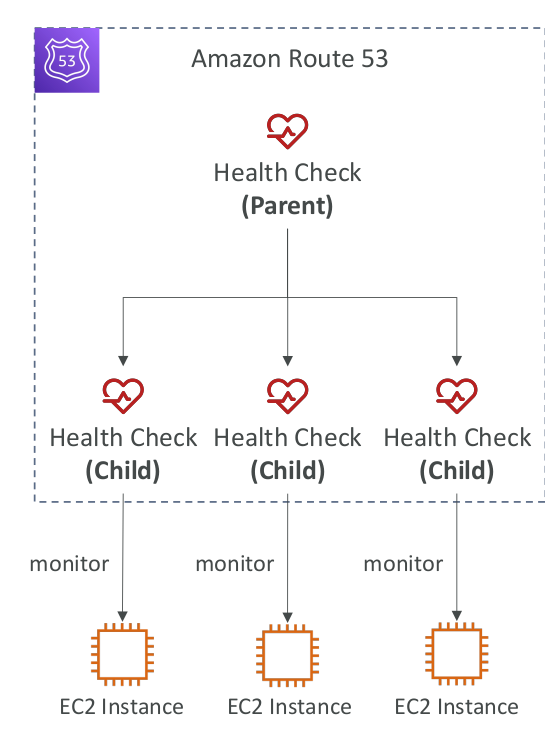 53
Amazon Route 53
Health Check
(Parent)
Health Check
(Child)
Health Check
(Child)
Health Check
(Child)
monitor
monitor
monitor
EC2 Instance
EC2 Instance
EC2 Instance